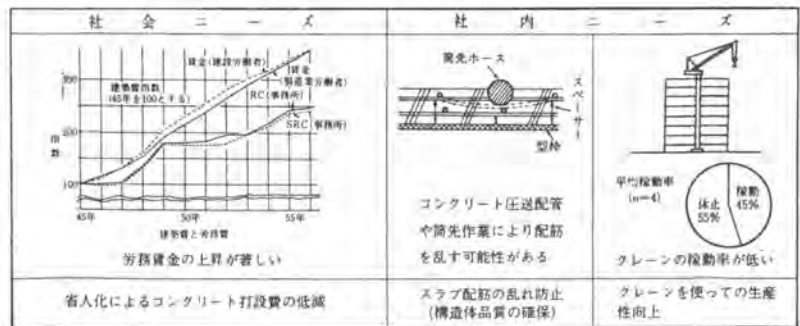 社会ニーズ
社内ニーズ
賃金(建設労働者)
賃金
(製造業労働者)
建築費指数
(45年を100とする)
RC(事務所)
SRC(事務所)
300
200
100
指数
45年
50年
55年
建築費と労務費
労務賃金の上昇が著しい
省人化によるコンクリート打設費の低減
筒先ホース
スペーサー
型枠
コンクリート圧送配管
や筒先作業により配筋
を乱す可能性がある
スラブ配筋の乱れ防止
(構造体品質の確保)
平均稼動率
(n=4)
休止
55%
稼動
45%
クレーンの稼動率が低い
クレーンを使っての生産
性向上